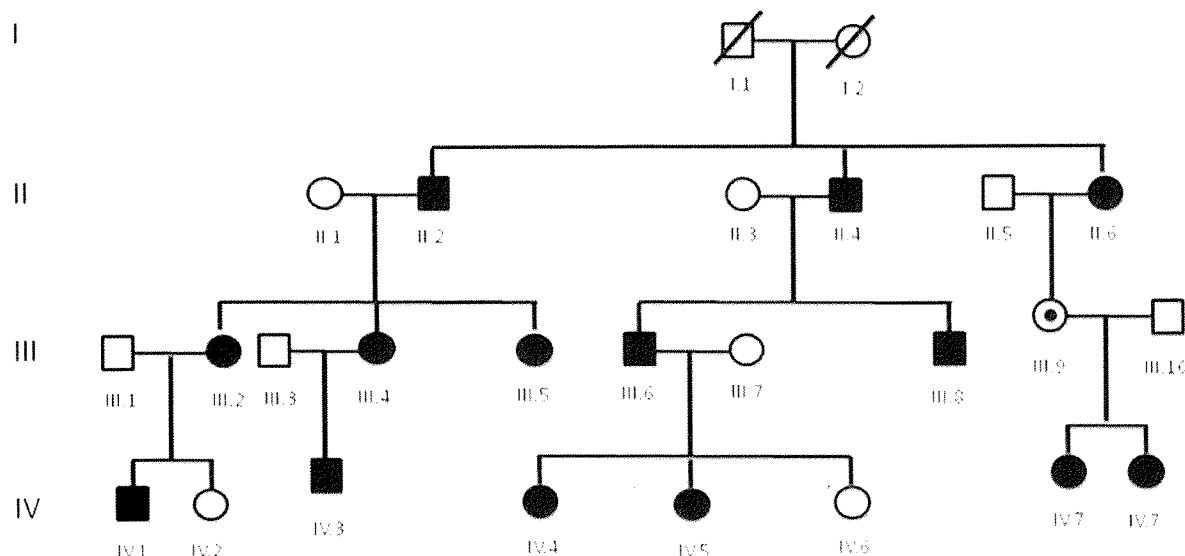 I
I.1 I.2
II
II.1 II.2 II.3 II.4 II.5 II.6
III
III.1 III.2 III.3 III.4 III.5 III.6 III.7 III.8 III.9 III.10
IV
IV.1 IV.2 IV.3 IV.4 IV.5 IV.6 IV.7 IV.7